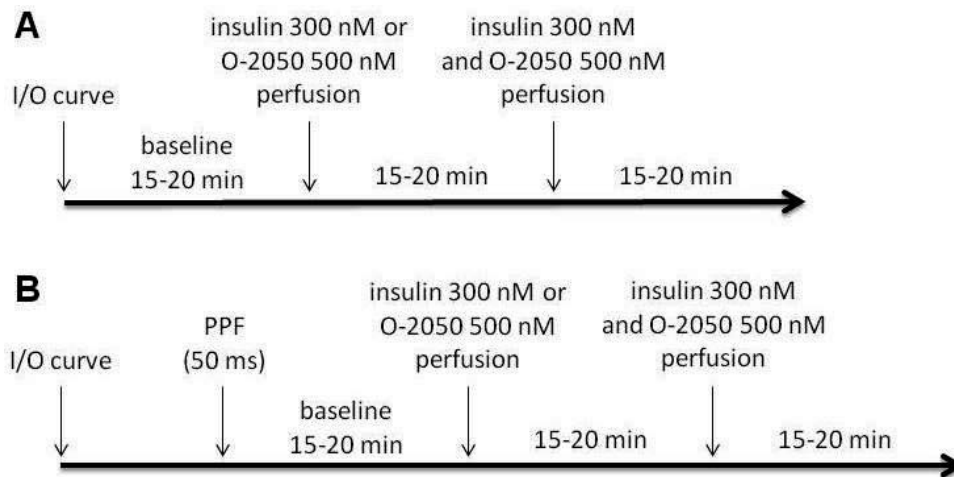 A
insulin 300 nM or
O-2050 500 nM
perfusion
insulin 300 nM
and O-2050 500 nM
perfusion
I/O curve
baseline
15-20 min
15-20 min
15-20 min
B
insulin 300 nM or
O-2050 500 nM
perfusion
insulin 300 nM
and O-2050 500 nM
perfusion
PPF
(50 ms)
I/O curve
baseline
15-20 min
15-20 min
15-20 min